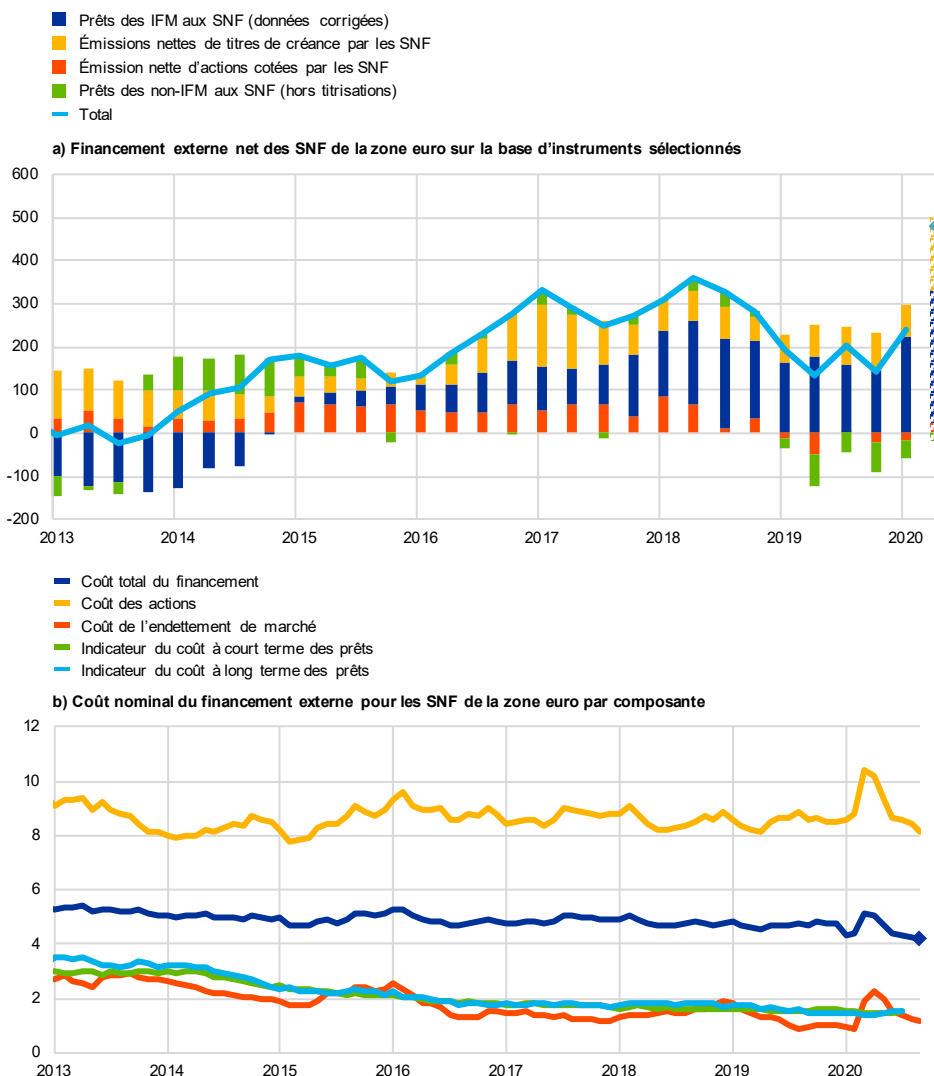 Prêts des IFM aux SNF (données corrigées)
Émissions nettes de titres de créance par les SNF
Émission nette d'actions cotées par les SNF
Prêts des non-IFM aux SNF (hors titrisations)
Total
a) Financement externe net des SNF de la zone euro sur la base d'instruments sélectionnés
600
500
400
300
200
100
0
-100
-200
2013 2014 2015 2016 2017 2018 2019 2020
Coût total du financement
Coût des actions
Coût de l'endettement de marché
Indicateur du coût à court terme des prêts
Indicateur du coût à long terme des prêts
b) Coût nominal du financement externe pour les SNF de la zone euro par composante
12
10
8
6
4
2
0
2013 2014 2015 2016 2017 2018 2019 2020